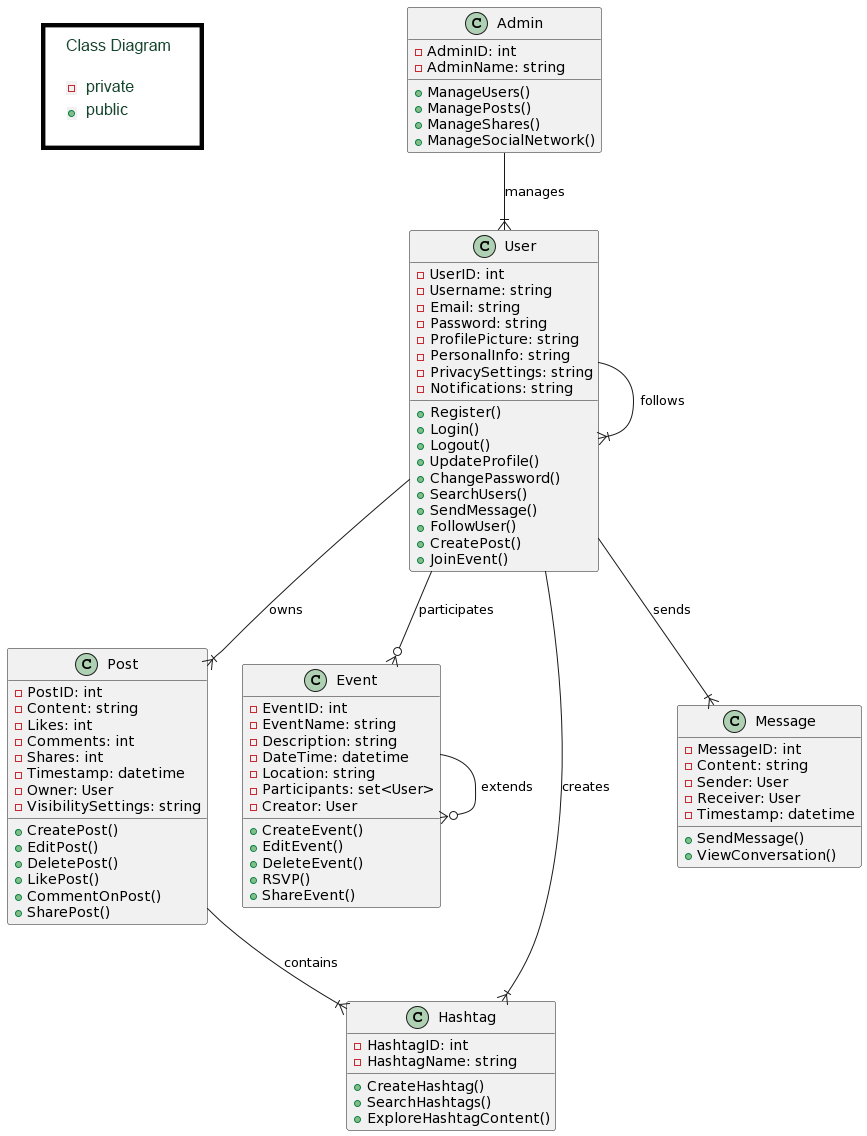 Class Diagram
private
public
C Admin
AdminID: int
AdminName: string
ManageUsers()
ManagePosts()
ManageShares()
ManageSocialNetwork()
manages
C User
UserID: int
Username: string
Email: string
Password: string
ProfilePicture: string
PersonalInfo: string
PrivacySettings: string
Notifications: string
Register()
Login()
Logout()
UpdateProfile()
ChangePassword()
SearchUsers()
SendMessage()
FollowUser()
CreatePost()
JoinEvent()
follows
owns
participates
creates
sends
C Post
PostID: int
Content: string
Likes: int
Comments: int
Shares: int
Timestamp: datetime
Owner: User
VisibilitySettings: string
CreatePost()
EditPost()
DeletePost()
LikePost()
CommentOnPost()
SharePost()
C Event
EventID: int
EventName: string
Description: string
DateTime: datetime
Location: string
Participants: set<User>
Creator: User
CreateEvent()
EditEvent()
DeleteEvent()
RSVP()
ShareEvent()
extends
C Message
MessageID: int
Content: string
Sender: User
Receiver: User
Timestamp: datetime
SendMessage()
ViewConversation()
contains
C Hashtag
HashtagID: int
HashtagName: string
CreateHashtag()
SearchHashtags()
ExploreHashtagContent()